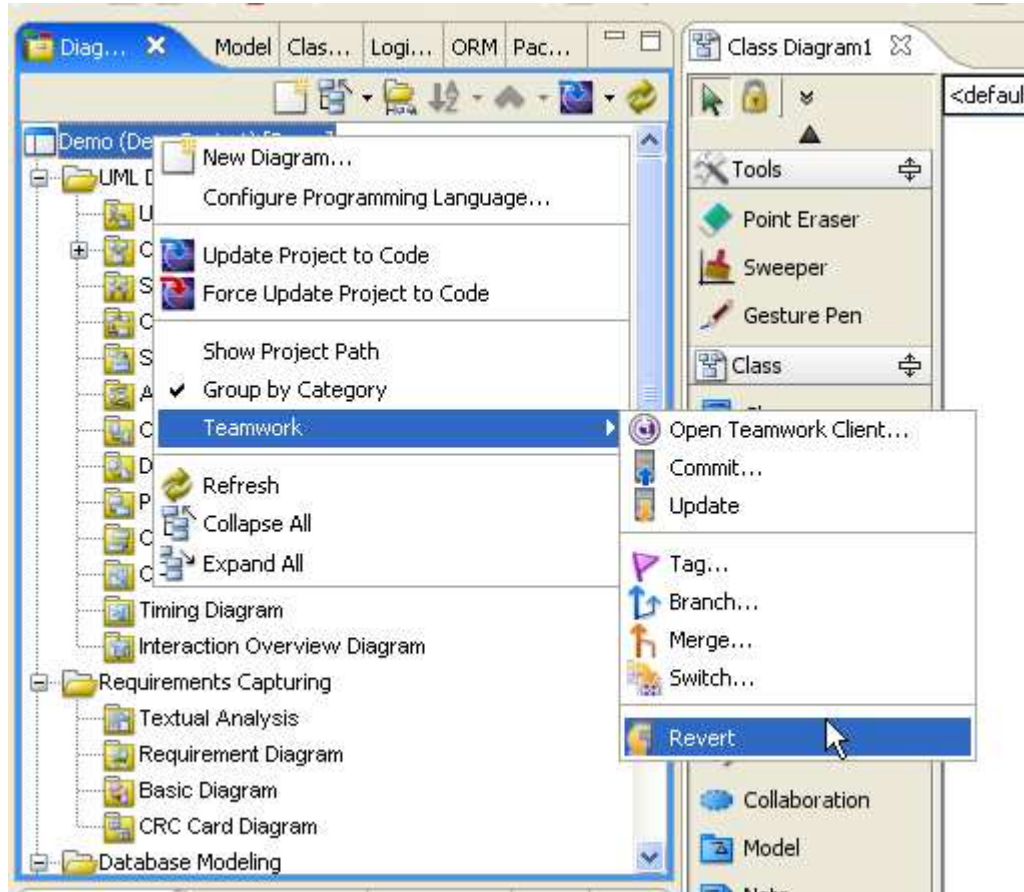 Diag...
Model
Clas...
Logi...
ORM
Pac...
Class Diagram1
<defaul
Demo (De
New Diagram...
Configure Programming Language...
Update Project to Code
Force Update Project to Code
Show Project Path
Group by Category
Teamwork
Refresh
Collapse All
Expand All
UML D
U
C
S
C
S
A
C
D
P
C
C
Timing Diagram
Interaction Overview Diagram
Requirements Capturing
Textual Analysis
Requirement Diagram
Basic Diagram
CRC Card Diagram
Database Modeling
Open Teamwork Client...
Commit...
Update
Tag...
Branch...
Merge...
Switch...
Revert
Tools
Point Eraser
Sweeper
Gesture Pen
Class
Collaboration
Model